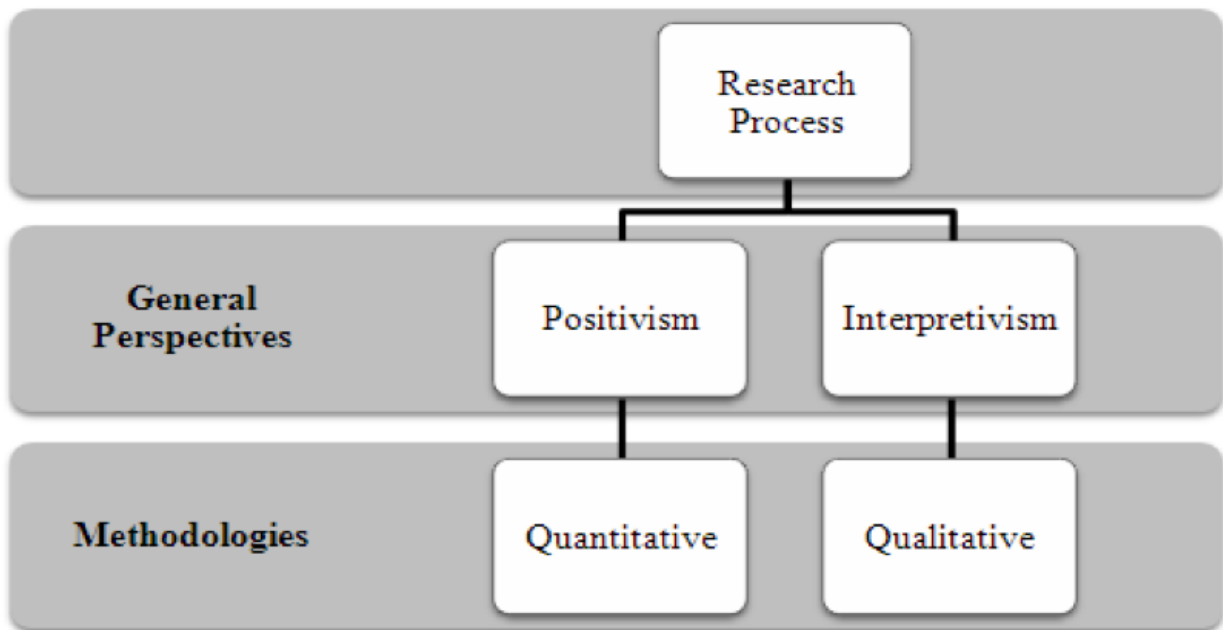 Research
Process
General
Perspectives
Positivism
Interpretivism
Methodologies
Quantitative
Qualitative